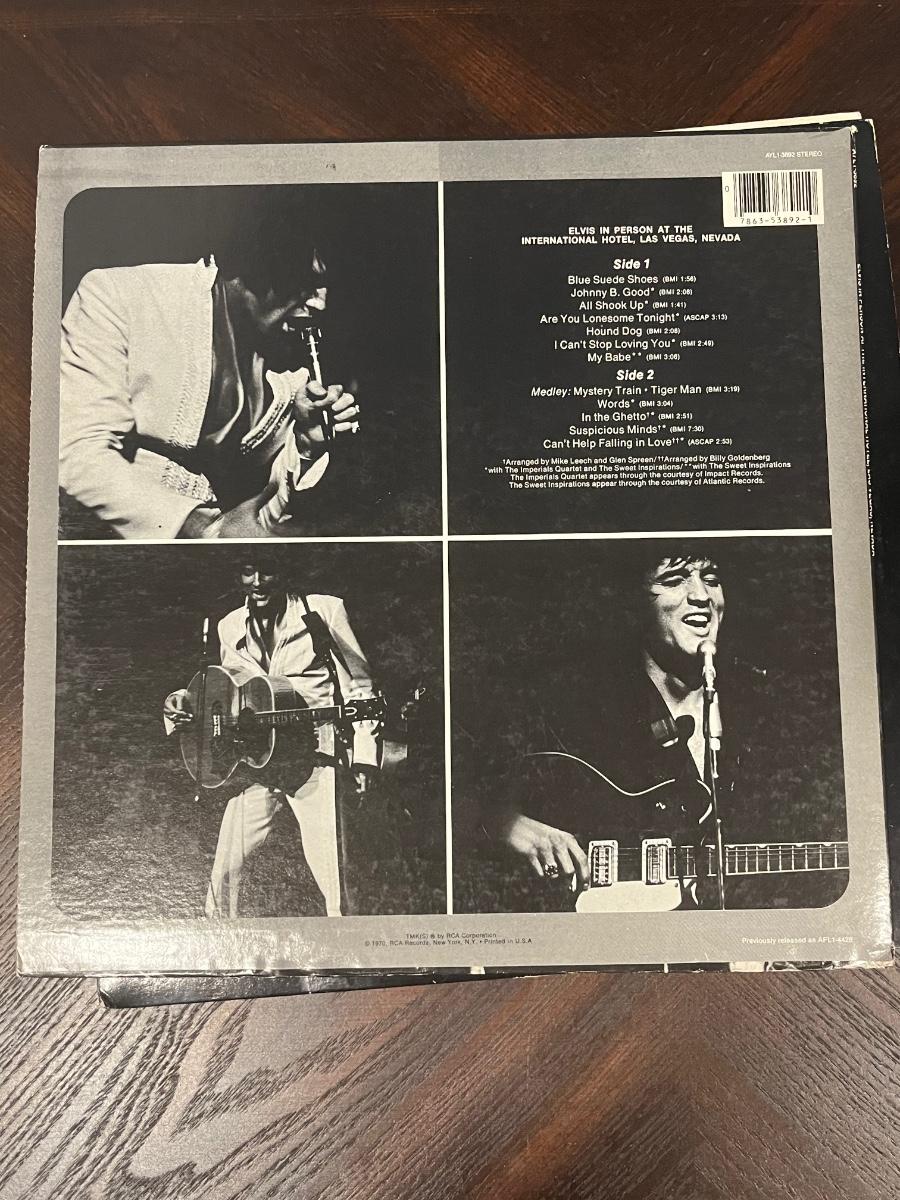 AYL1-3892 STEREO
0
7863-53892-1
ELVIS IN PERSON AT THE
INTERNATIONAL HOTEL, LAS VEGAS, NEVADA
Side 1
Blue Suede Shoes (BMI 1:56)
Johnny B. Good* (BMI 2:08)
All Shook Up* (BMI 1:41)
Are You Lonesome Tonight* (ASCAP 3:13)
Hound Dog (BMI 2:08)
I Can't Stop Loving You* (BMI 2:49)
My Babe** (BMI 3:06)
Side 2
Medley: Mystery Train • Tiger Man (BMI 3:19)
Words* (BMI 3:04)
In the Ghetto†* (BMI 2:51)
Suspicious Minds†* (BMI 7:30)
Can't Help Falling in Love††* (ASCAP 2:53)
†Arranged by Mike Leech and Glen Spreen/††Arranged by Billy Goldenberg
*with The Imperials Quartet and The Sweet Inspirations/**with The Sweet Inspirations
The Imperials Quartet appears through the courtesy of Impact Records.
The Sweet Inspirations appear through the courtesy of Atlantic Records.
TMK(S) ® by RCA Corporation
© 1970, RCA Records, New York, N.Y. • Printed in U.S.A
Previously released as AFL1-4428